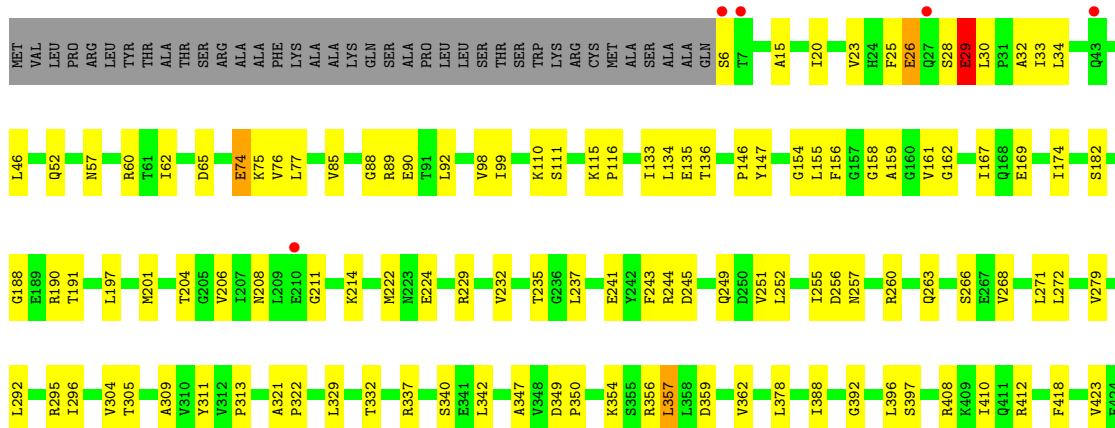 MET VAL LEU PRO ARG LEU TYR THR ALA THR SER ARG ALA ALA PHE LYS ALA ALA LYS GLN SER ALA PRO LEU LEU SER THR SER TRP LYS ARG CYS MET ALA SER ALA ALA GLN S6 T7 A15 I20 V23 H24 F25 E26 Q27 S28 E29 L30 P31 A32 I33 L34 Q43
L46 Q52 N57 R60 T61 I62 D65 E74 K75 V76 L77 V85 G88 R89 E90 T91 L92 V98 I99 K110 S111 K115 P116 I133 L134 E135 T136 P146 Y147 G154 L155 F156 G157 G158 A159 G160 V161 G162 I167 Q168 E169 I174 S182
G188 E189 R190 T191 L197 M201 T204 G205 V206 I207 N208 L209 E210 G211 K214 M222 N223 E224 R229 V232 T235 G236 L237 E241 Y242 F243 R244 D245 Q249 D250 V251 L252 I255 D256 N257 R260 Q263 S266 E267 V268 L271 L272 V279
L292 R295 I296 V304 T305 A309 V310 Y311 V312 P313 A321 P322 L329 T332 R337 S340 E341 L342 A347 V348 D349 P350 K354 S355 R356 L357 L358 D359 V362 L378 I388 G392 L396 S397 R408 K409 I410 Q411 R412 F418 V423 E424